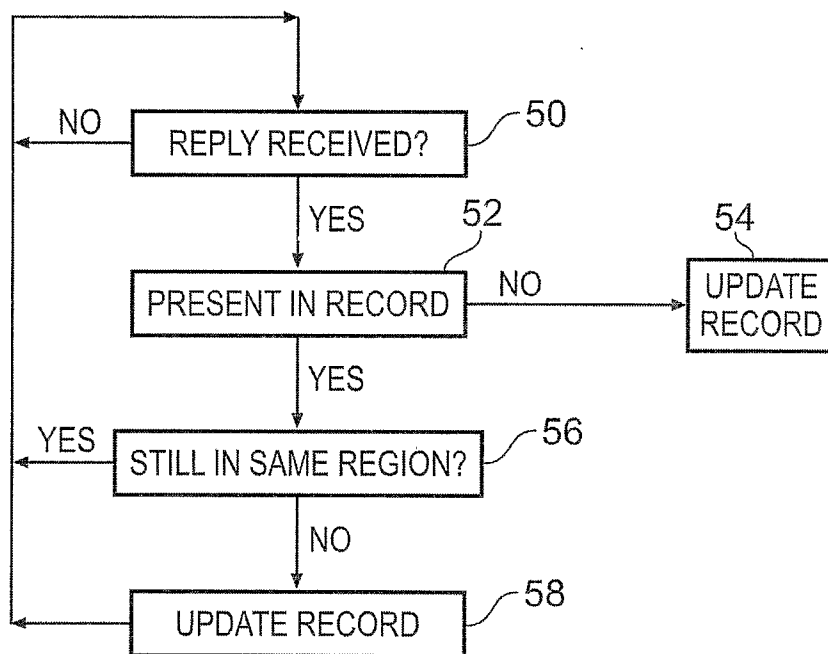 50
NO
REPLY RECEIVED?
YES
52
54
PRESENT IN RECORD
NO
UPDATE
RECORD
YES
56
YES
STILL IN SAME REGION?
NO
58
UPDATE RECORD